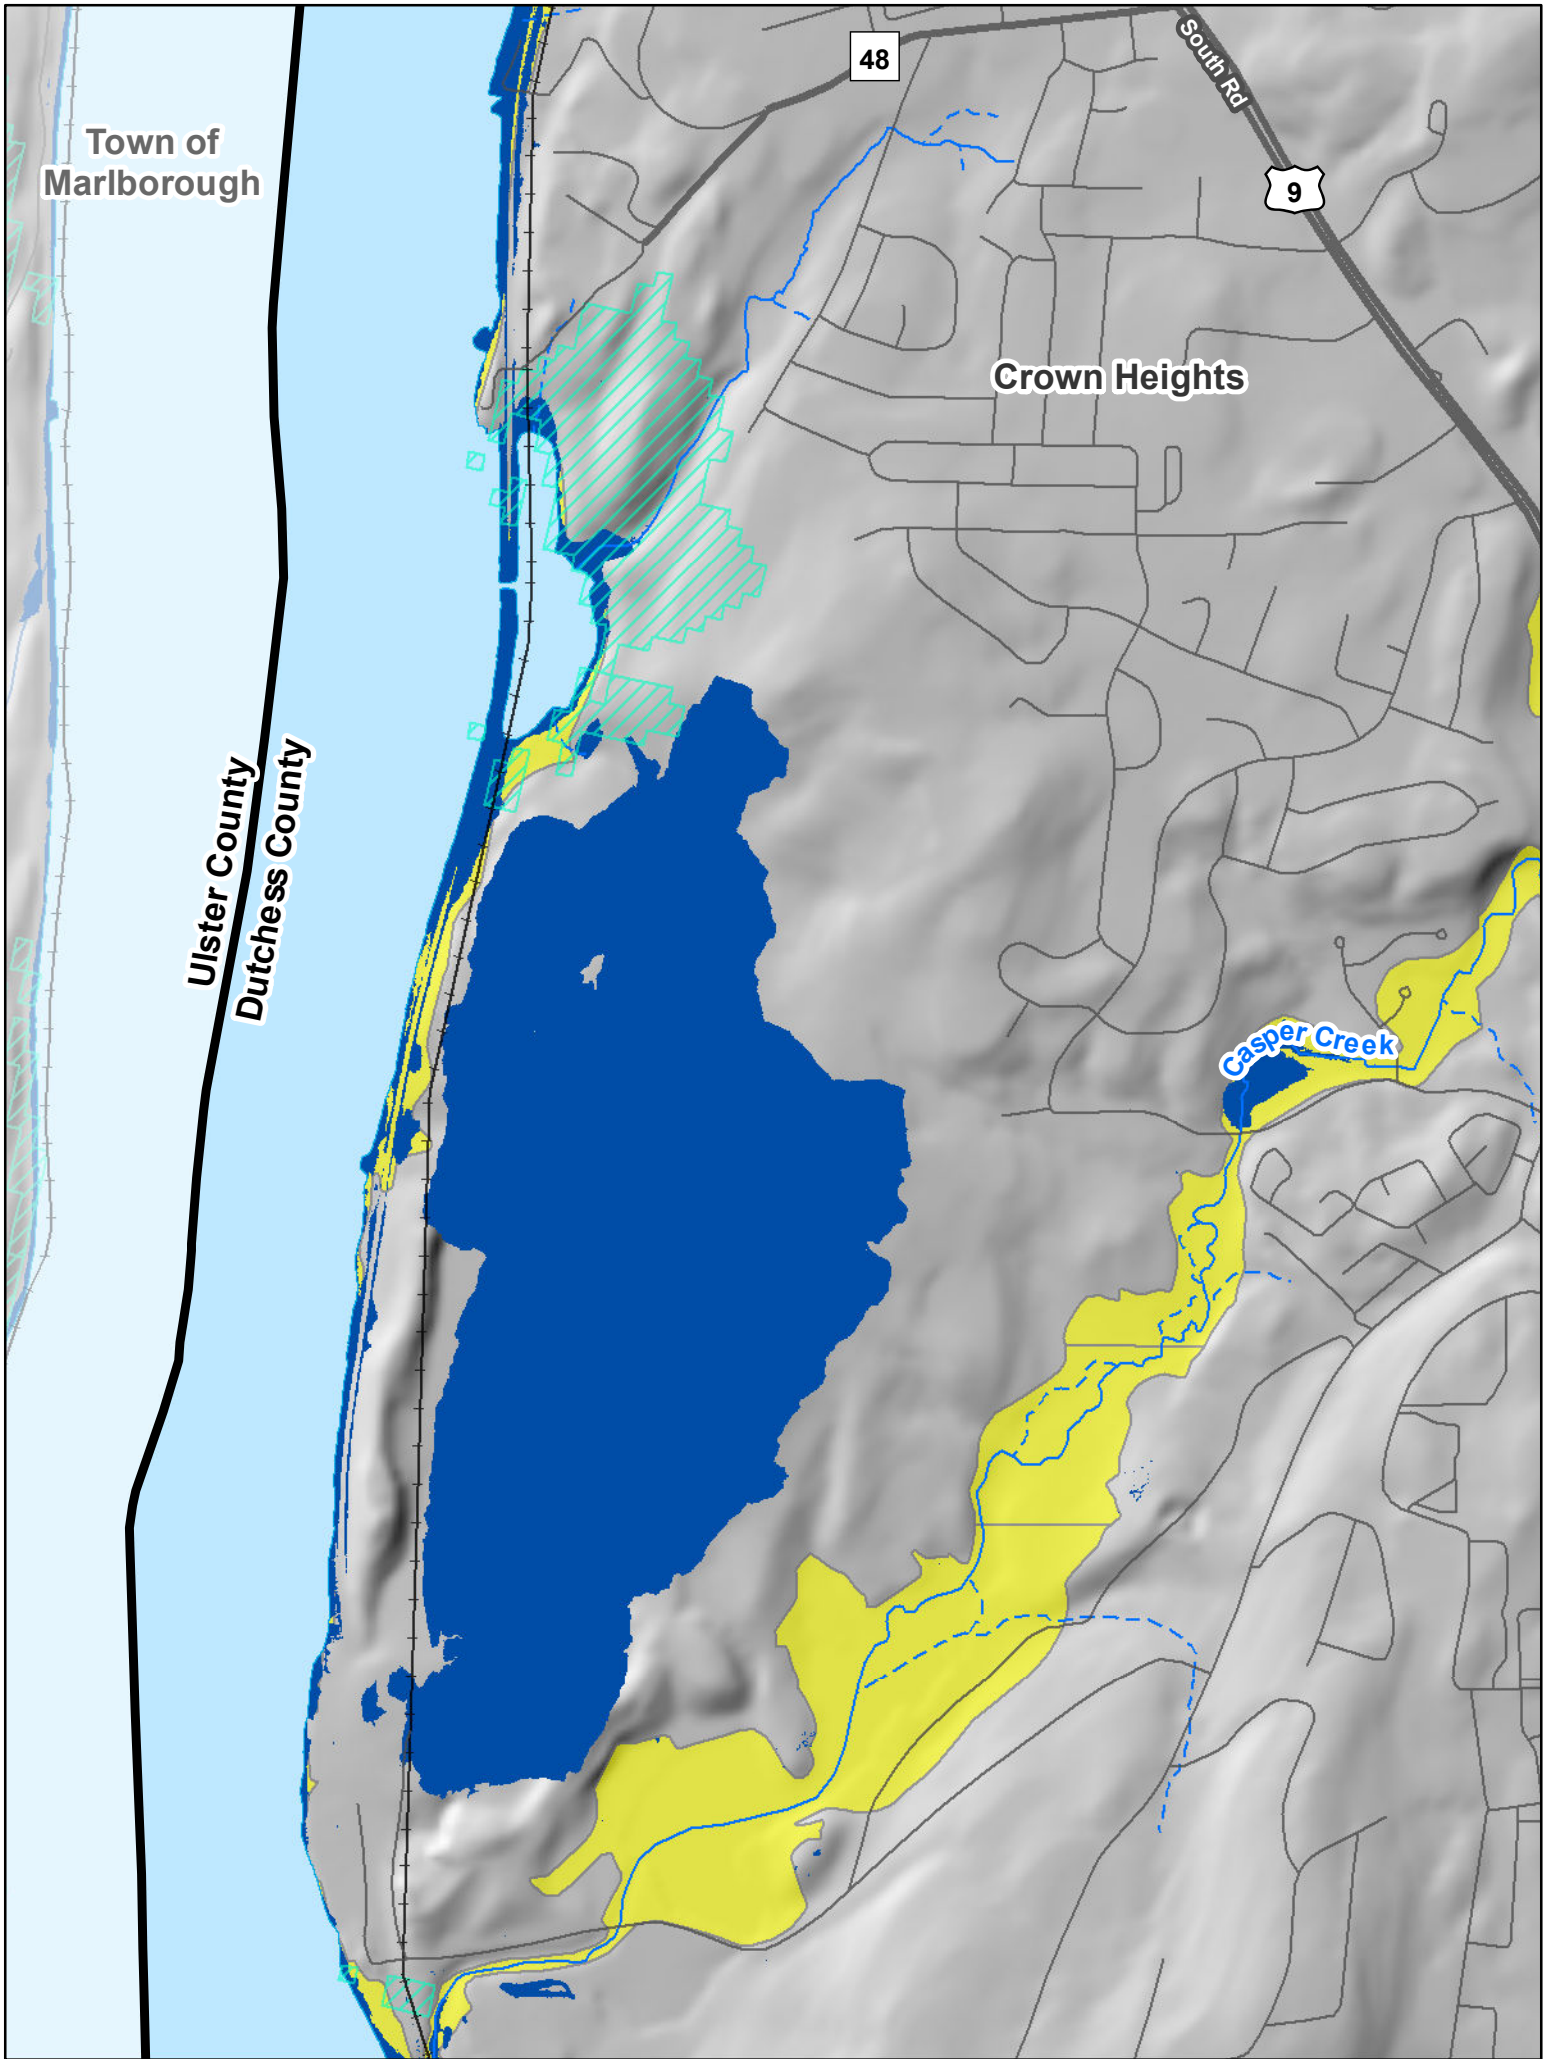 48
South Rd
Town of
Marlborough
9
Crown Heights
Ulster County
Dutchess County
Casper Creek